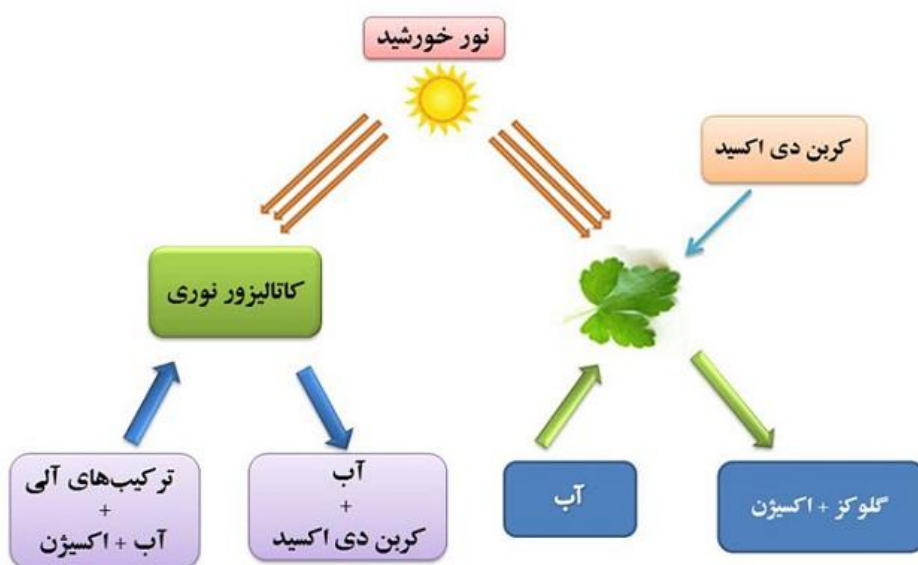 نور خورشید
کربن دی اکسید
کاتالیزور نوری
ترکیب‌های آلی
+
آب + اکسیژن
آب
+
کربن دی اکسید
آب
گلوکز + اکسیژن